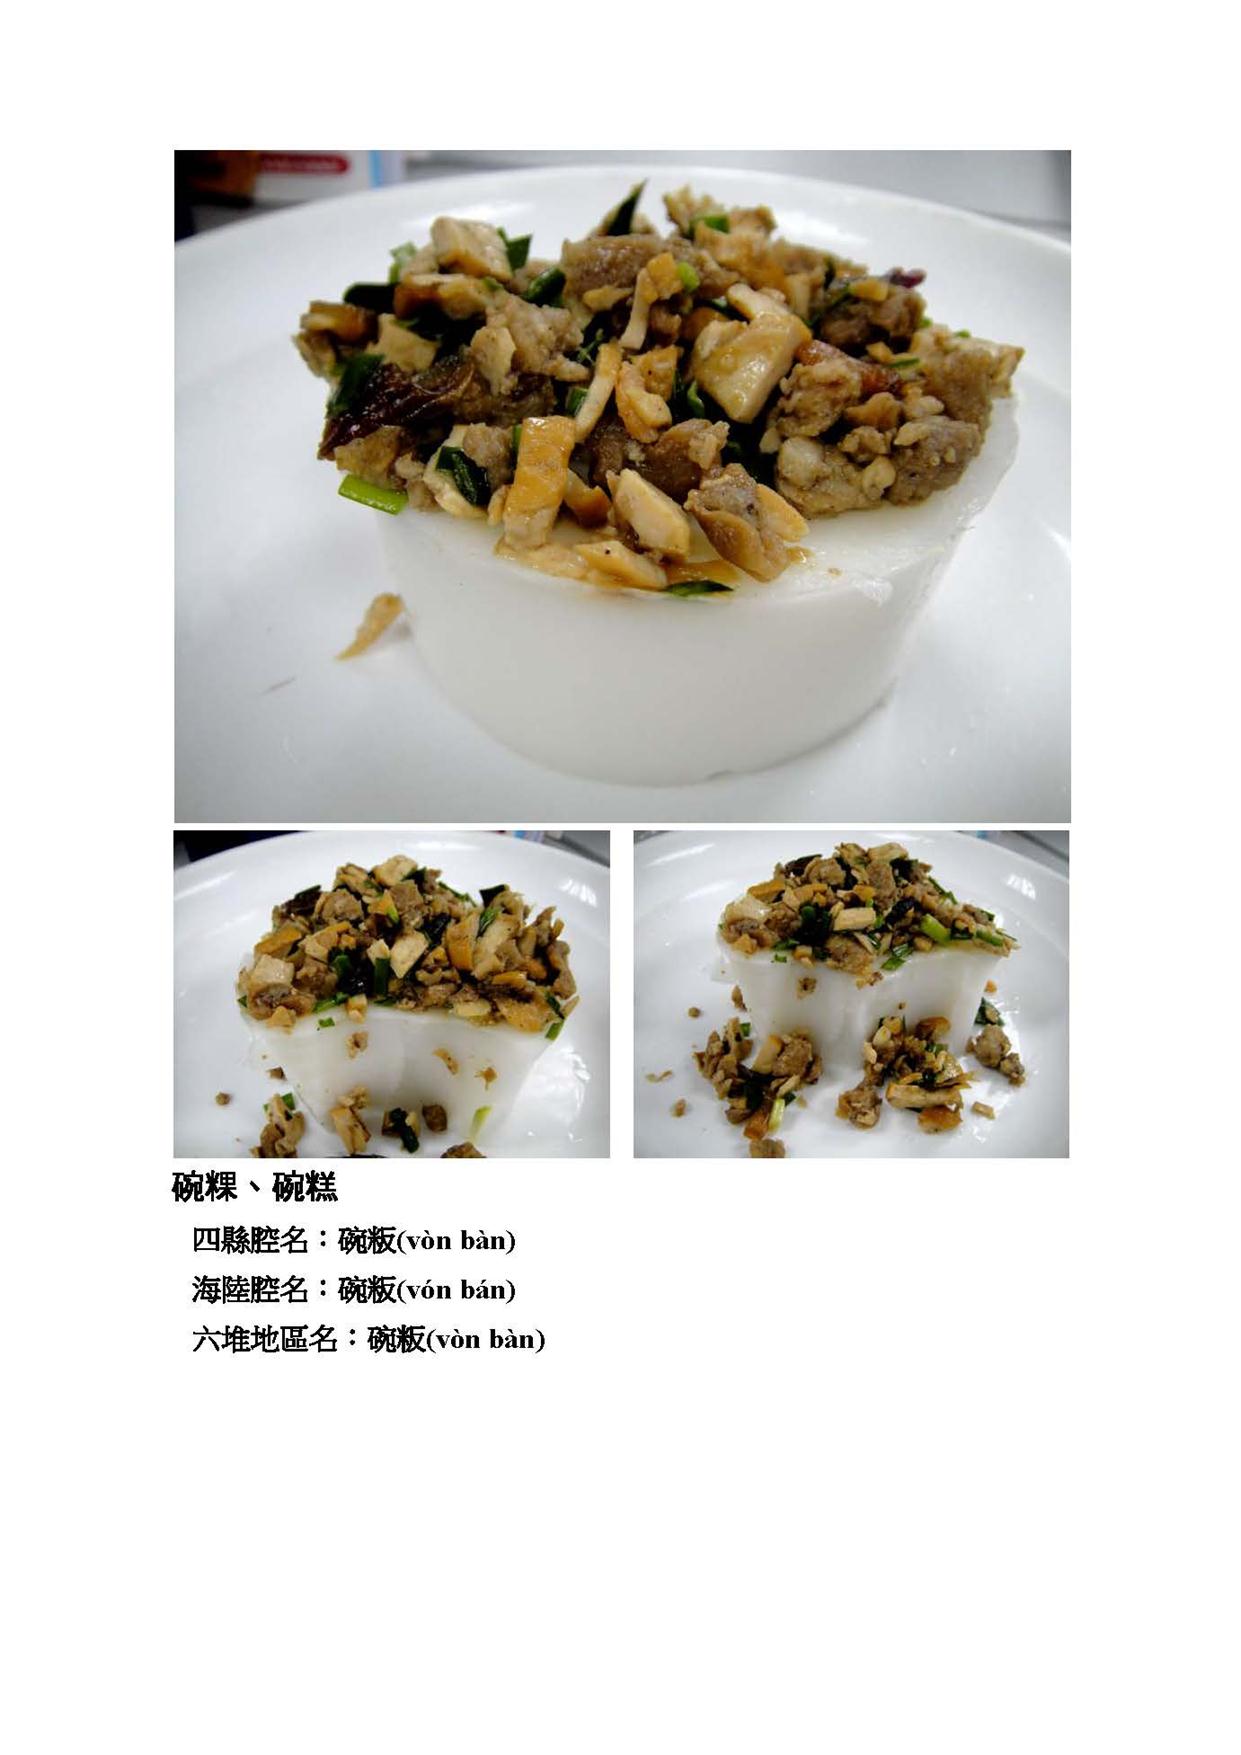 碗粿、碗糕
四縣腔名：碗粄(vòn bàn)
海陸腔名：碗粄(vón bán)
六堆地區名：碗粄(vòn bàn)